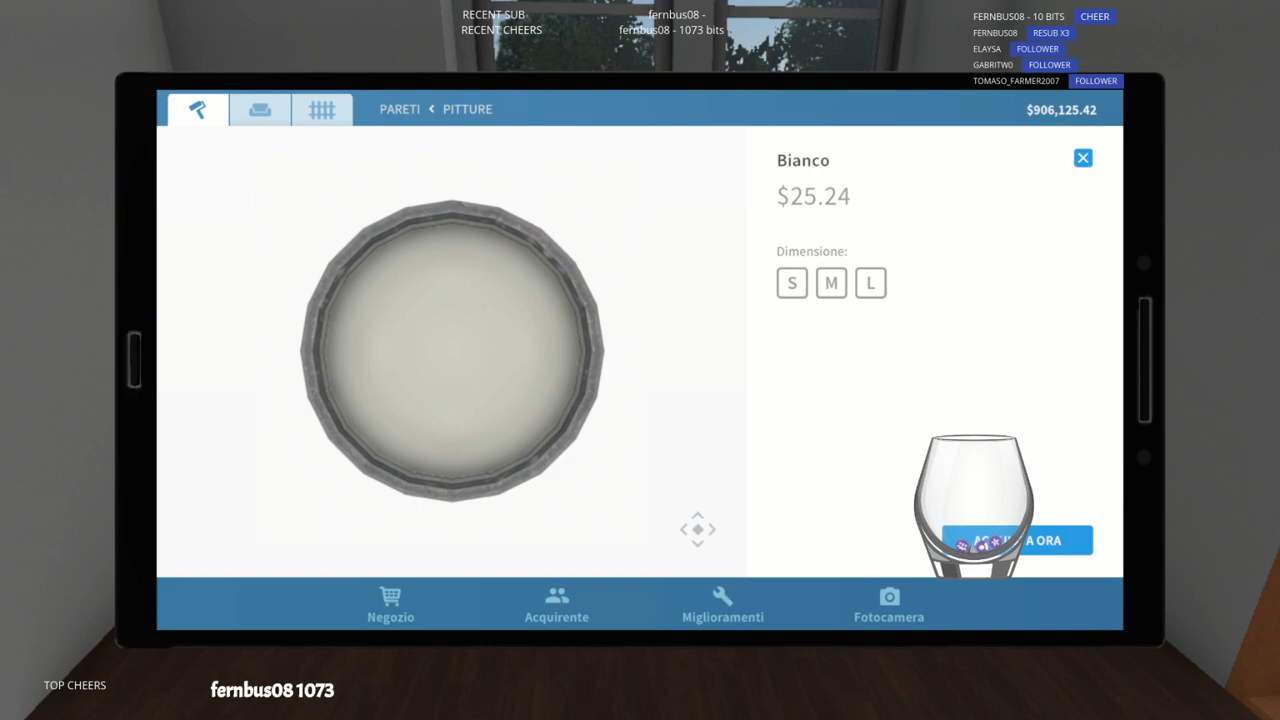 RECENT SUB fernbus08 -
RECENT CHEERS fernbus08 - 1073 bits
FERNBUS08 - 10 BITS CHEER
FERNBUS08 RESUB X3
ELAYSA FOLLOWER
GABRITW0 FOLLOWER
TOMASO_FARMER2007 FOLLOWER
PARETI < PITTURE
$906,125.42
Bianco
$25.24
Dimensione:
S M L
ORA
Negozio Acquirente Miglioramenti Fotocamera
TOP CHEERS fernbus08 1073